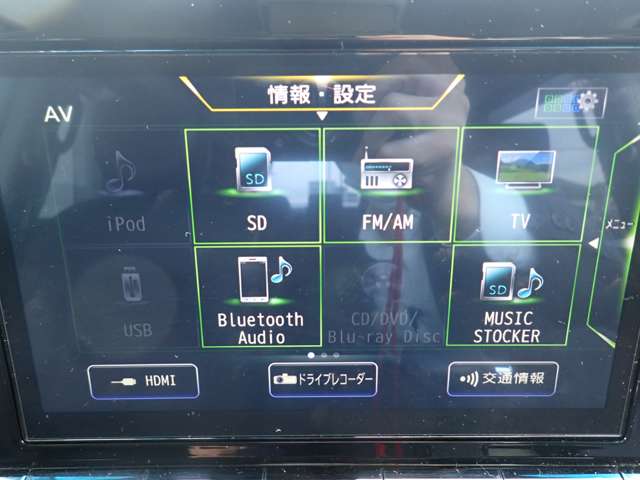 情報・設定
AV
iPod
SD
SD
FM/AM
TV
メニュー
USB
Bluetooth
Audio
CD/DVD/
Blu-ray Disc
SD
MUSIC
STOCKER
HDMI
ドライブレコーダー
交通情報